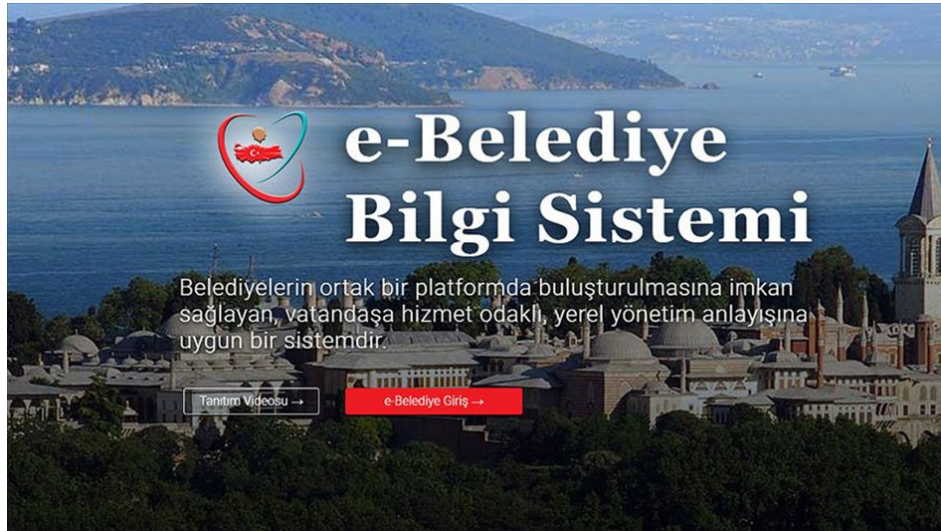 e-Belediye
Bilgi Sistemi
Belediyelerin ortak bir platformda buluşturulmasına imkan
sağlayan, vatandaşa hizmet odaklı, yerel yönetim anlayışına
uygun bir sistemdir.
Tanıtım Videosu →
e-Belediye Giriş →